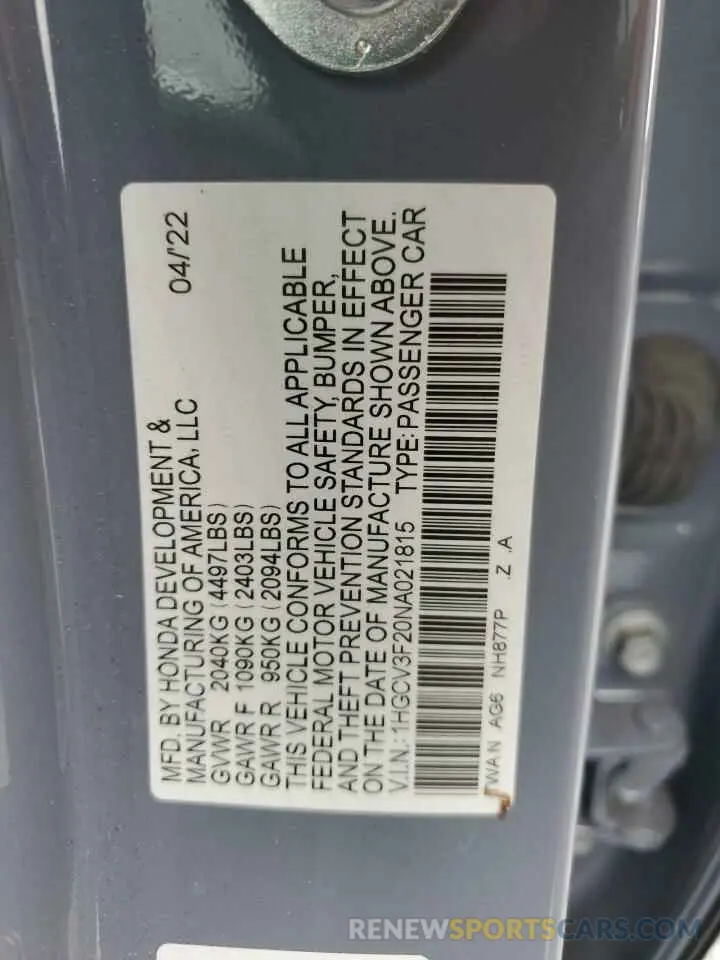 MFD. BY HONDA DEVELOPMENT & 04/'22
MANUFACTURING OF AMERICA, LLC
GVWR 2040KG (4497LBS)
GAWR F 1090KG (2403LBS)
GAWR R 950KG (2094LBS)
THIS VEHICLE CONFORMS TO ALL APPLICABLE
FEDERAL MOTOR VEHICLE SAFETY, BUMPER,
AND THEFT PREVENTION STANDARDS IN EFFECT
ON THE DATE OF MANUFACTURE SHOWN ABOVE.
V.I.N.: 1HGCV3F20NA021815 TYPE: PASSENGER CAR
TWAN AG6 NH877P .Z .A
RENEWSPORTSCARS.COM